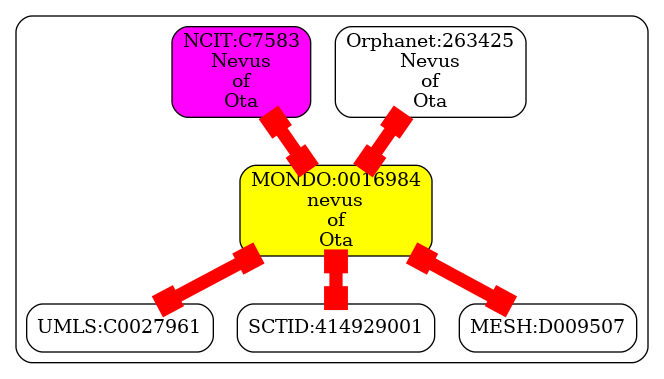 NCIT:C7583
Nevus
of
Ota
Orphanet:263425
Nevus
of
Ota
MONDO:0016984
nevus
of
Ota
UMLS:C0027961
SCTID:414929001
MESH:D009507